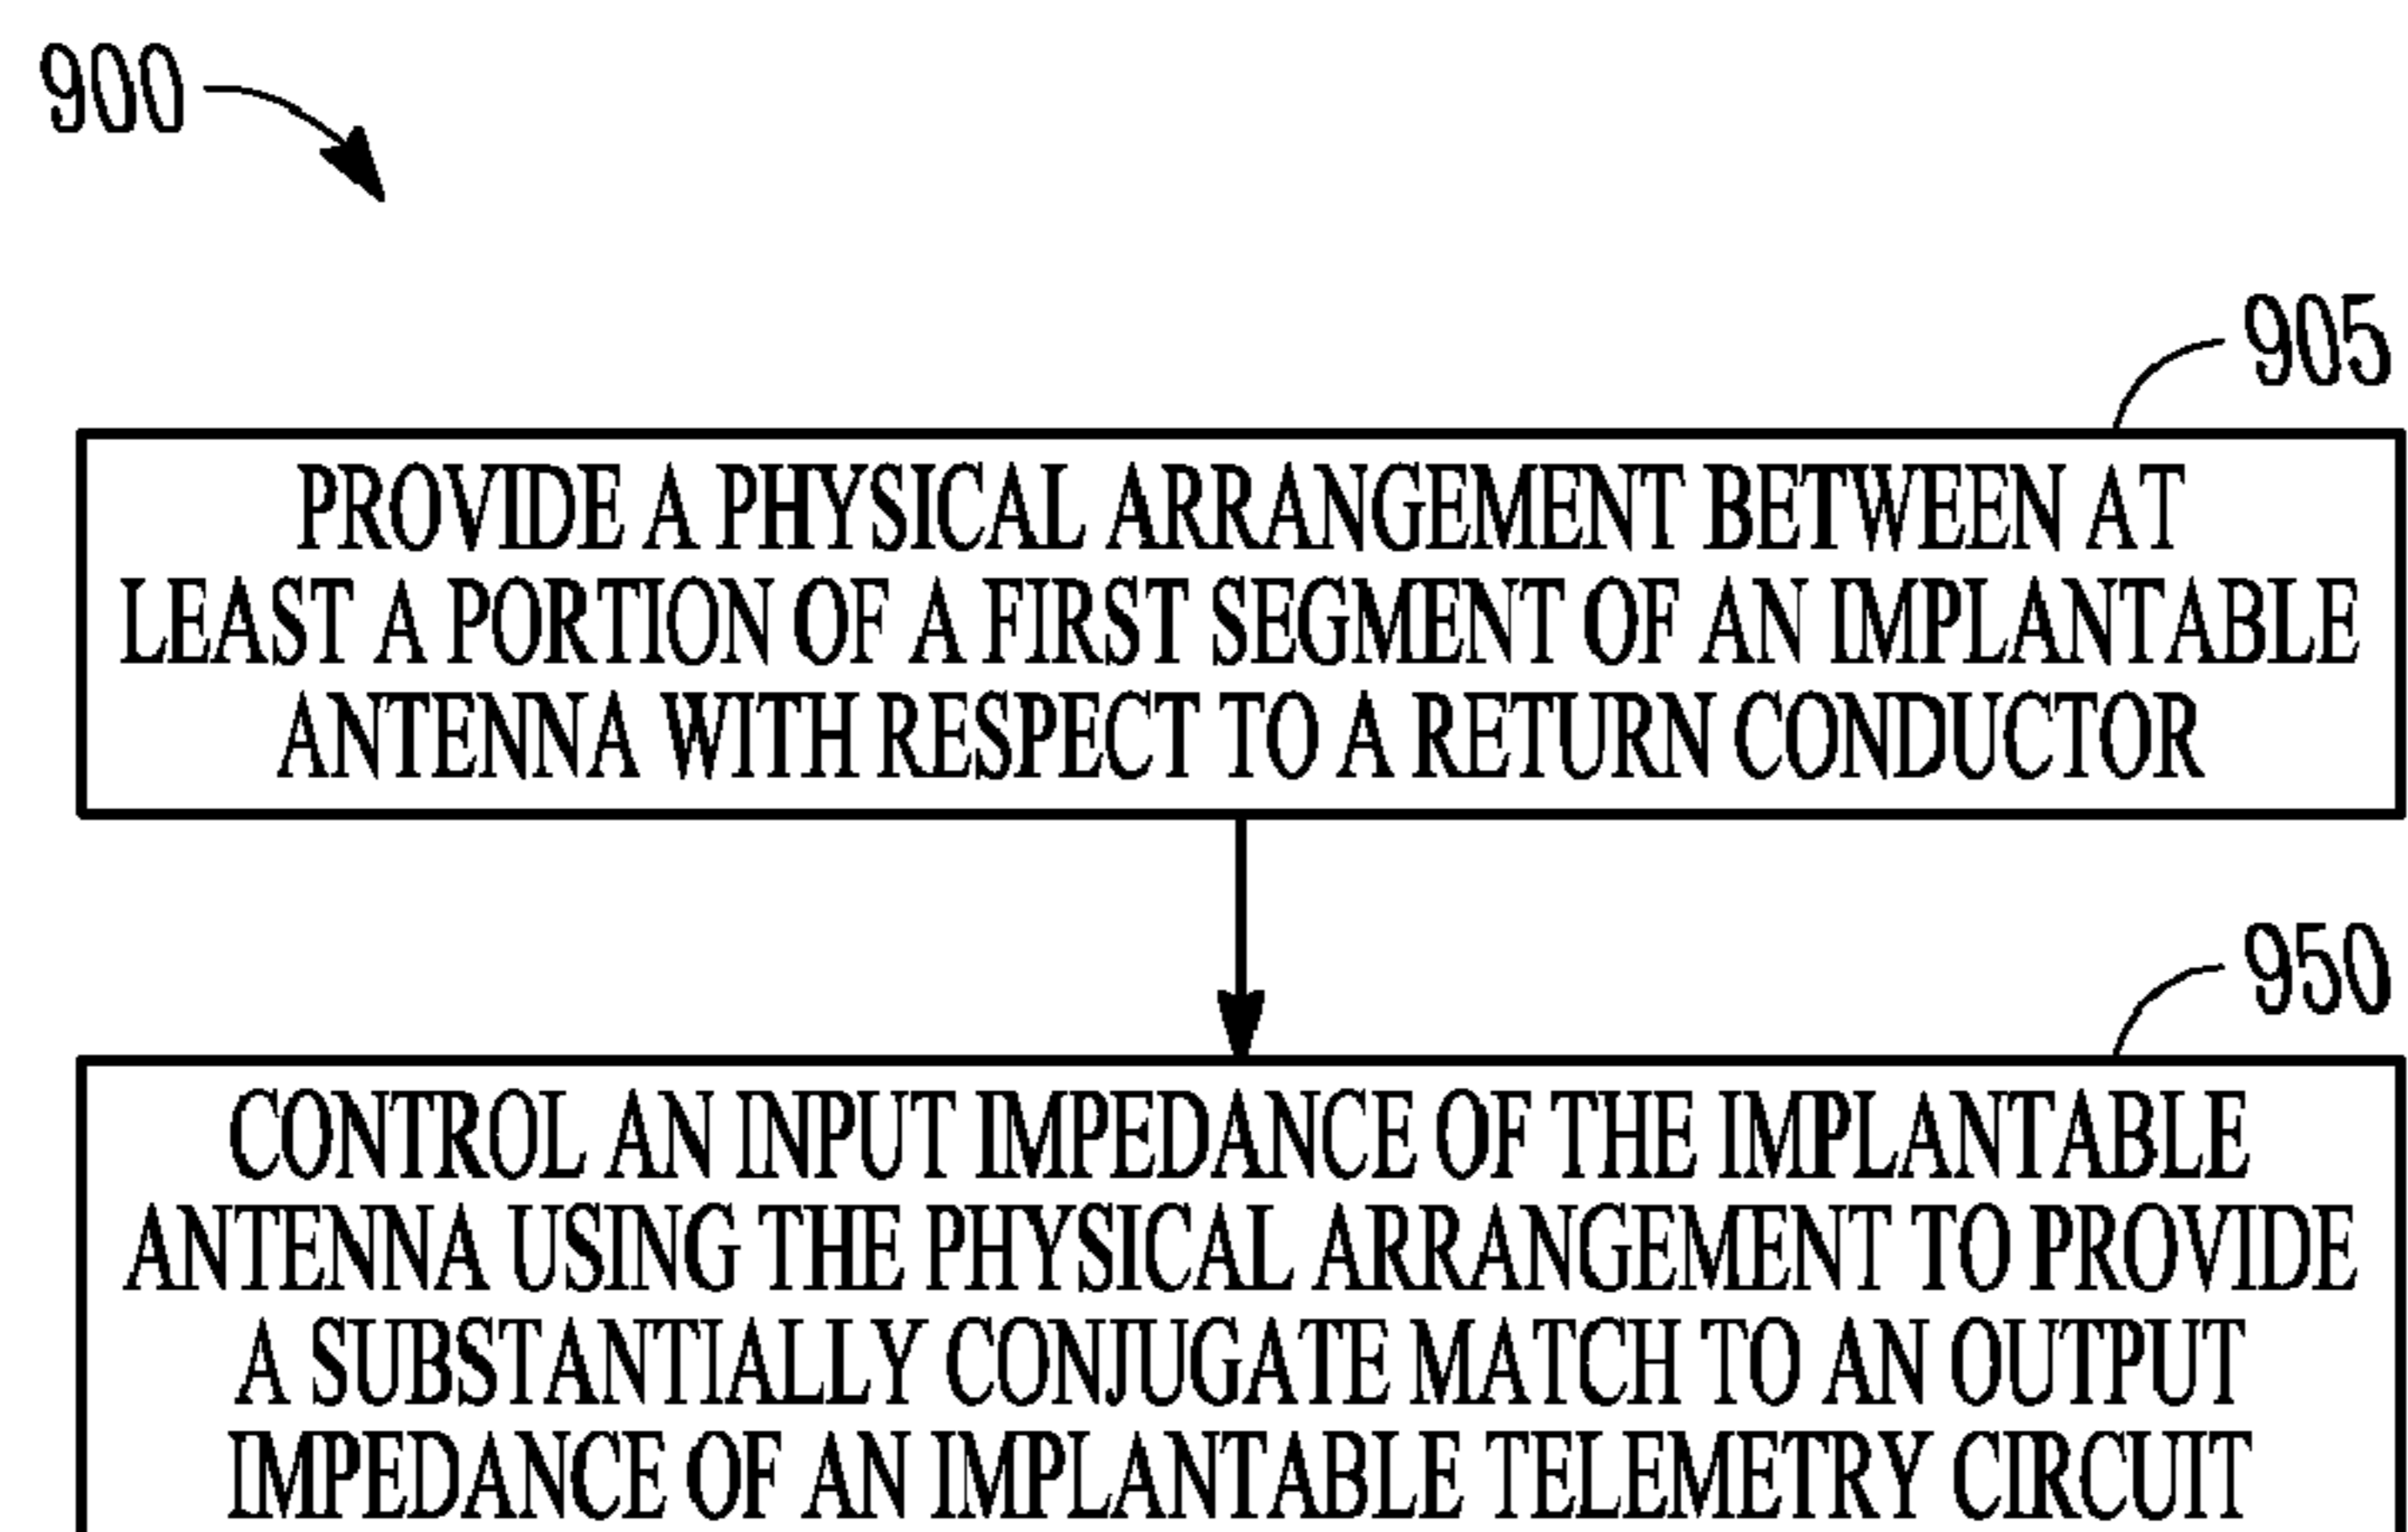 900
905
PROVIDE A PHYSICAL ARRANGEMENT BETWEEN AT
LEAST A PORTION OF A FIRST SEGMENT OF AN IMPLANTABLE
ANTENNA WITH RESPECT TO A RETURN CONDUCTOR
950
CONTROL AN INPUT IMPEDANCE OF THE IMPLANTABLE
ANTENNA USING THE PHYSICAL ARRANGEMENT TO PROVIDE
A SUBSTANTIALLY CONJUGATE MATCH TO AN OUTPUT
IMPEDANCE OF AN IMPLANTABLE TELEMETRY CIRCUIT